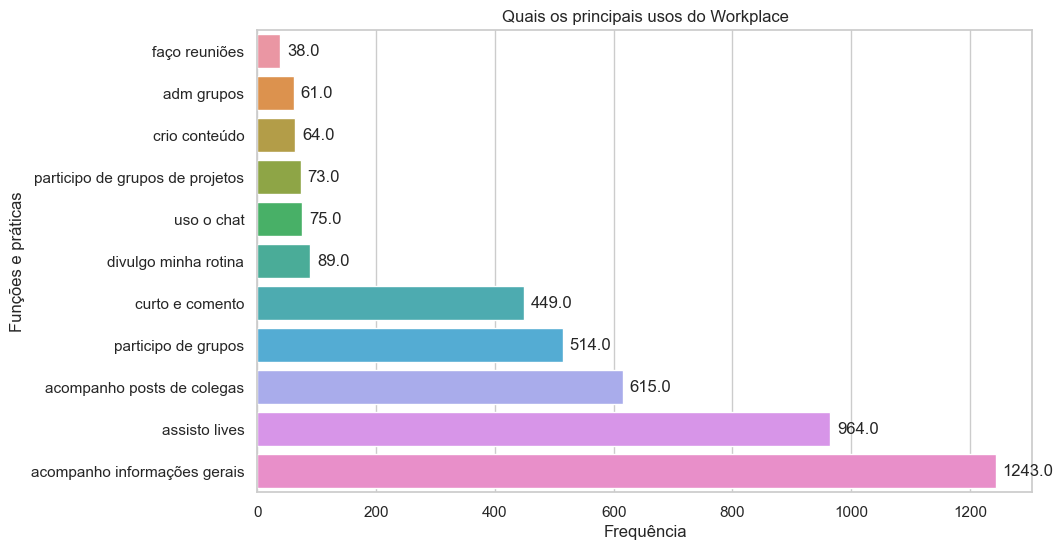 Quais os principais usos do Workplace
Funções e práticas
faço reuniões 38.0
adm grupos 61.0
crio conteúdo 64.0
participo de grupos de projetos 73.0
uso o chat 75.0
divulgo minha rotina 89.0
curto e comento 449.0
participo de grupos 514.0
acompanho posts de colegas 615.0
assisto lives 964.0
acompanho informações gerais 1243.0
0 200 400 600 800 1000 1200
Frequência